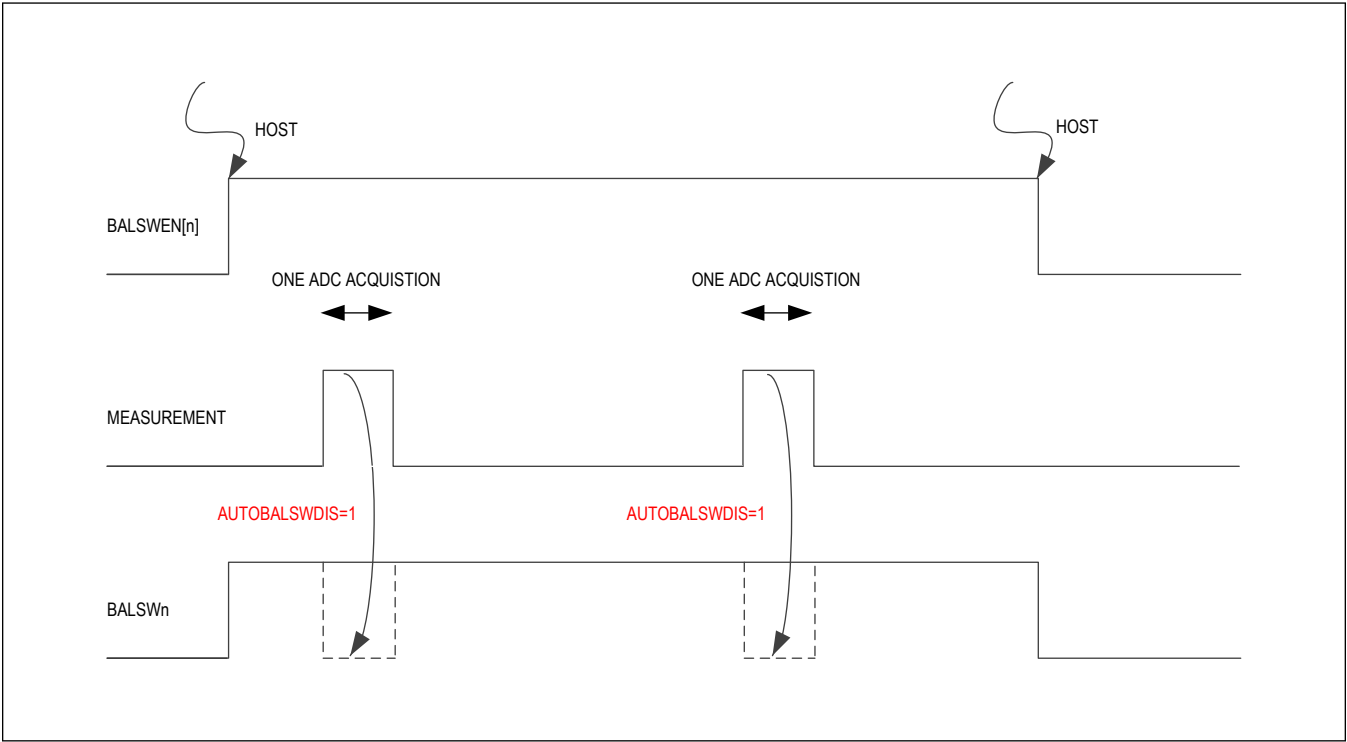 HOST
HOST
BALSWEN[n]
ONE ADC ACQUISTION
ONE ADC ACQUISTION
MEASUREMENT
AUTOBALSWDIS=1
AUTOBALSWDIS=1
BALSWn